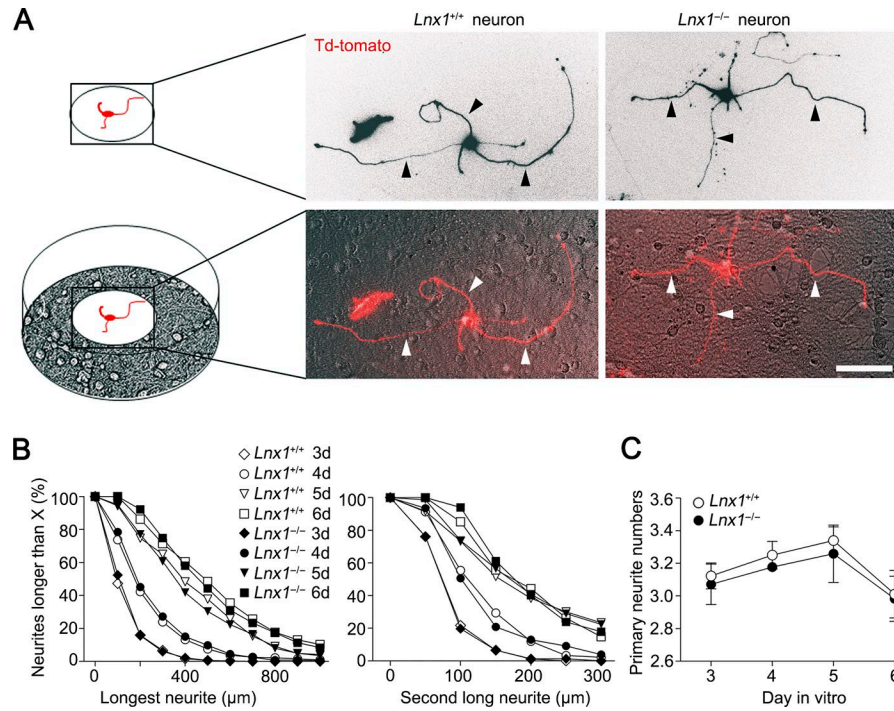 A
Lnx1+/+ neuron
Lnx1−/− neuron
Td-tomato
B
Neurites longer than X (%)
100
80
60
40
20
0
0
400
800
Longest neurite (µm)
Lnx1+/+ 3d
Lnx1+/+ 4d
Lnx1+/+ 5d
Lnx1+/+ 6d
Lnx1−/− 3d
Lnx1−/− 4d
Lnx1−/− 5d
Lnx1−/− 6d
100
80
60
40
20
0
0
100
200
300
Second long neurite (µm)
C
Primary neurite numbers
3.6
3.4
3.2
3.0
2.8
2.6
Lnx1+/+
Lnx1−/−
3
4
5
6
Day in vitro